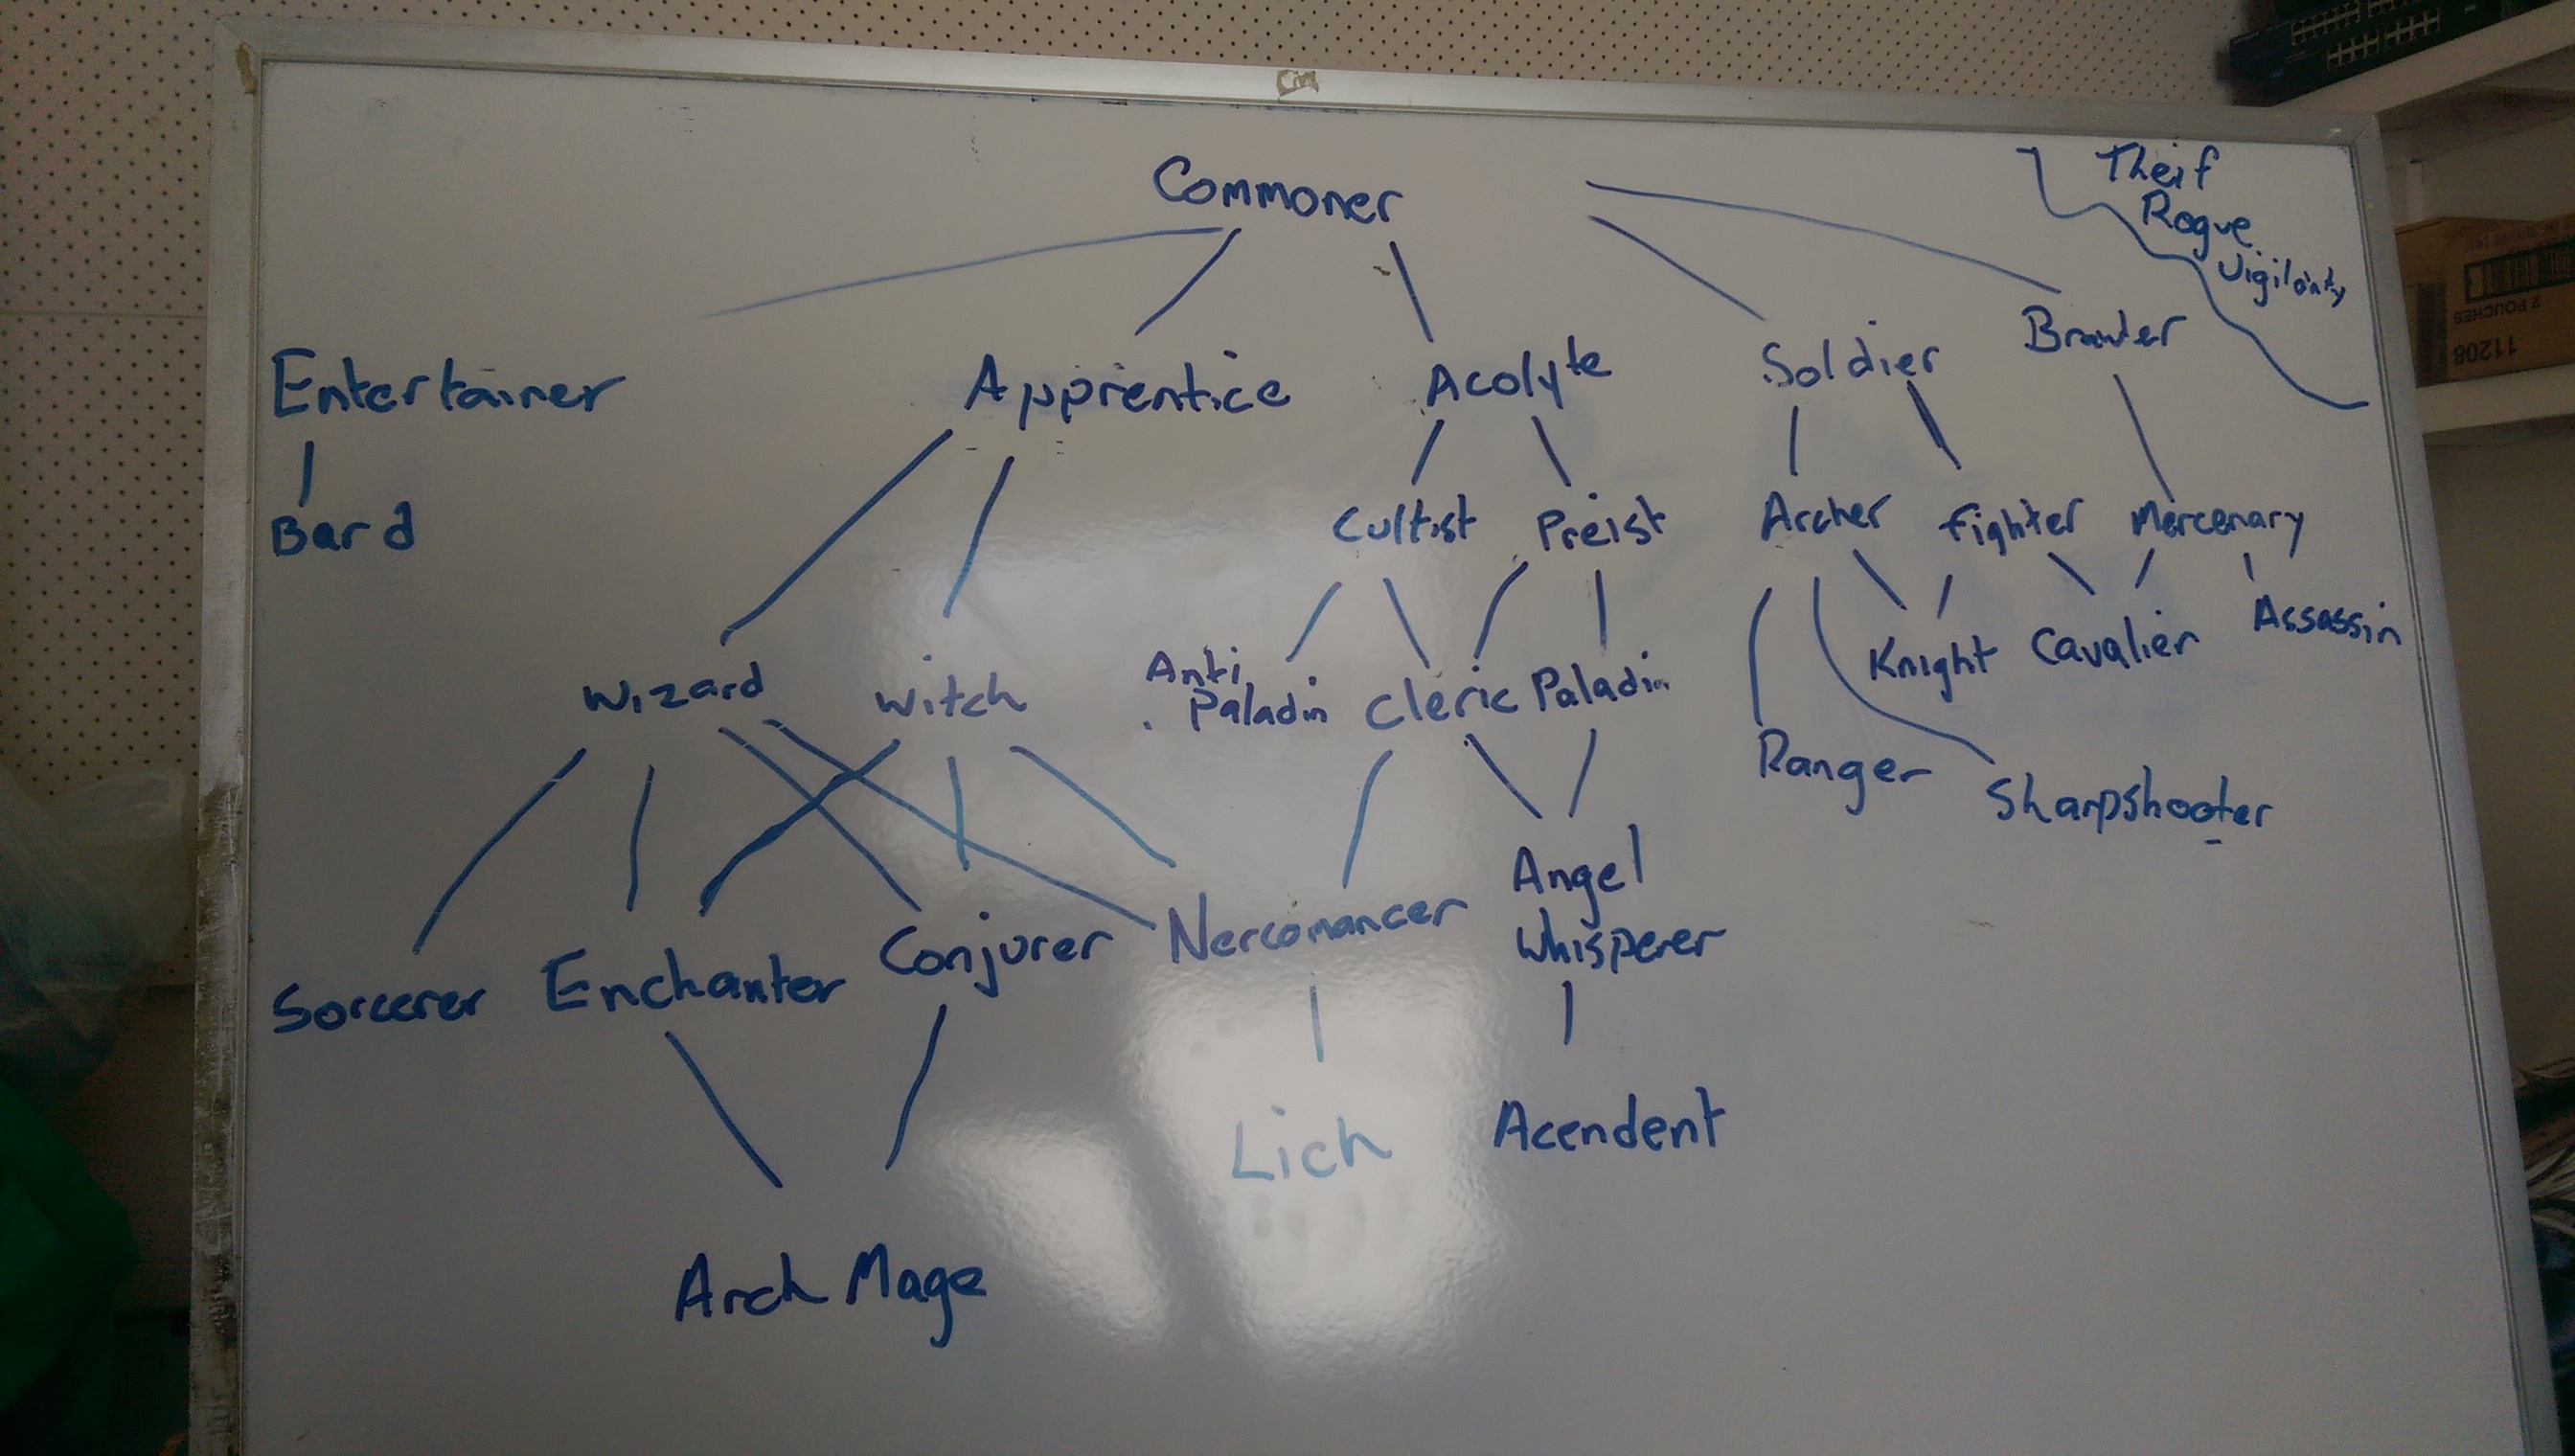 Commoner
Theif
Rogue
Vigilanty
Entertainer
Apprentice
Acolyte
Soldier
Brawler
Bard
Cultist
Preist
Archer
Fighter
Mercenary
Wizard
Witch
Anti
Paladin
Cleric
Paladin
Knight
Cavalier
Assassin
Ranger
Sharpshooter
Sorcerer
Enchanter
Conjurer
Nercomancer
Angel
Whisperer
Lich
Acendent
Arch Mage
11208
2 POUCHES